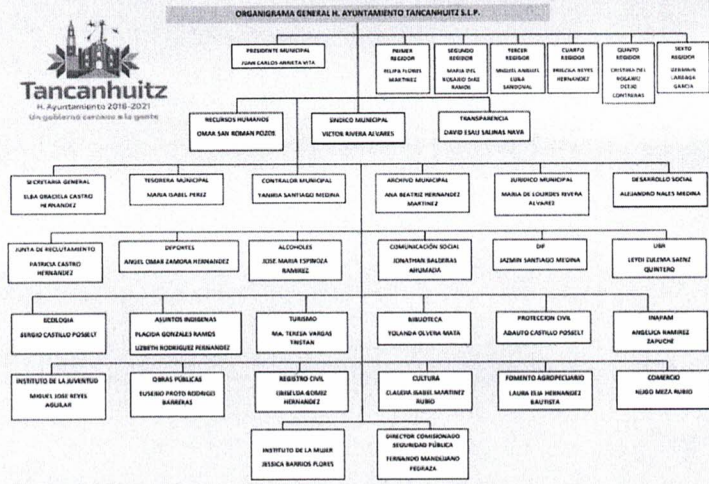 ORGANIGRAMA GENERAL H. AYUNTAMIENTO TANCANHUITZ S.L.P.
Tancanhuitz
H. Ayuntamiento 2018-2021
Un gobierno cercano a la gente
PRESIDENTE MUNICIPAL
JUAN CARLOS ARRIETA VITA
PRIMER
REGIDOR
FELIPA FLORES
MARTINEZ
SEGUNDO
REGIDOR
MARIA DEL
ROSARIO DIAZ
RAMOS
TERCER
REGIDOR
MIGUEL ANGUEL
LUNA
SANDOVAL
CUARTO
REGIDOR
PRICILA REYES
HERNANDEZ
QUINTO
REGIDOR
CRISTINA DEL
ROSARIO
CONTRERAS
SEXTO
REGIDOR
GERMAN
LARRAGA
GARCIA
RECURSOS HUMANOS
OMAR SAN ROMAN POZOS
SINDICO MUNICIPAL
VICTOR RIVERA ALVARES
TRANSPARENCIA
DAVID ESAU SALINAS NAVA
SECRETARIA GENERAL
ELBA GRACIELA CASTRO
HERNANDEZ
TESORERA MUNICIPAL
MARIA ISABEL PEREZ
CONTRALOR MUNICIPAL
YANIRIA SANTIAGO MEDINA
ARCHIVO MUNICIPAL
ANA BEATRIZ HERNANDEZ
MARTINEZ
JURIDICO MUNICIPAL
MARIA DE LOURDES RIVERA
ALVAREZ
DESARROLLO SOCIAL
ALEJANDRO NALES MEDINA
JUNTA DE RECLUTAMIENTO
PATRICIA CASTRO
HERNANDEZ
DEPORTES
ANGEL OMAR ZAMORA HERNANDEZ
ALCOHOLES
JOSE MARIA ESPINOZA
RAMIREZ
COMUNICACIÓN SOCIAL
JONATHAN BALDERAS
AHUMADA
DIF
JAZMIN SANTIAGO MEDINA
UBR
LEYDI ZULEMA SAENZ
QUINTERO
ECOLOGIA
SERGIO CASTILLO POSSELT
ASUNTOS INDIGENAS
PLACIDA GONZALES RAMOS
LIZBETH RODRIGUEZ FERNANDEZ
TURISMO
MA. TERESA VARGAS
TRISTAN
BIBLIOTECA
YOLANDA OLVERA MATA
PROTECCION CIVIL
ADAUTO CASTILLO POSSELT
INAPAM
ANGELICA RAMIREZ
ZAPUCHE
INSTITUTO DE LA JUVENTUD
MIGUEL JOSE REYES
AGUILAR
OBRAS PÚBLICAS
EUSEBIO PROTO RODRIGEI
BARRERAS
REGISTRO CIVIL
GRISELDA GOMEZ
HERNANDEZ
CULTURA
CLAUDIA ISABEL MARTINEZ
RUBIO
FOMENTO AGROPECUARIO
LAURA ELIA HERNANDEZ
BAUTISTA
COMERCIO
HUGO MEZA RUBIO
INSTITUTO DE LA MUJER
JESSICA BARRIOS FLORES
DIRECTOR COMISIONADO
SEGURIDAD PÚBLICA
FERNANDO MANDUJANO
PEDRAZA